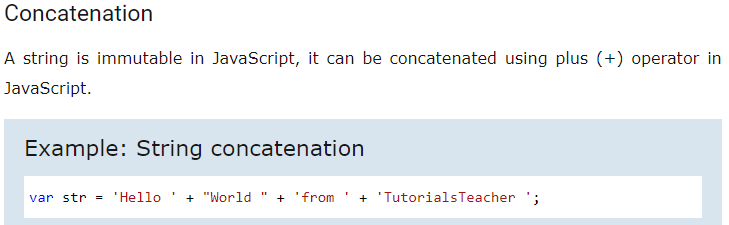 Concatenation
A string is immutable in JavaScript, it can be concatenated using plus (+) operator in
JavaScript.
Example: String concatenation
var str = 'Hello ' + "World " + 'from ' + 'TutorialsTeacher ';